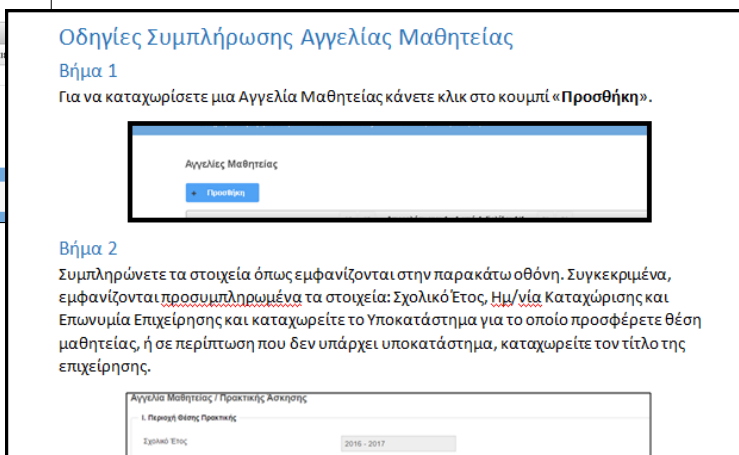 Οδηγίες Συμπλήρωσης Αγγελίας Μαθητείας
Βήμα 1
Για να καταχωρίσετε μια Αγγελία Μαθητείας κάνετε κλικ στο κουμπί «Προσθήκη».
Αγγελίες Μαθητείας
+ Προσθήκη
Βήμα 2
Συμπληρώνετε τα στοιχεία όπως εμφανίζονται στην παρακάτω οθόνη. Συγκεκριμένα,
εμφανίζονται προσυμπληρωμένα τα στοιχεία: Σχολικό Έτος, Ημ/νία Καταχώρισης και
Επωνυμία Επιχείρησης και καταχωρείτε το Υποκατάστημα για το οποίο προσφέρετε θέση
μαθητείας, ή σε περίπτωση που δεν υπάρχει υποκατάστημα, καταχωρείτε τον τίτλο της
επιχείρησης.
Αγγελία Μαθητείας / Πρακτικής Άσκησης
Ι. Περιοχή Θέσης Πρακτικής
Σχολικό Έτος
2016 - 2017